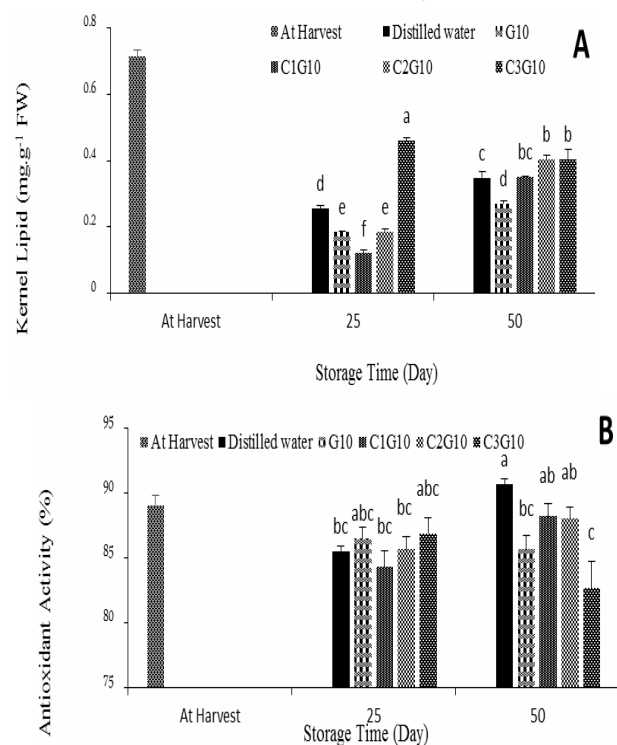 0.8
At Harvest
Distilled water
G10
A
C1G10
C2G10
C3G10
0.6
0.4
0.2
0
Kernel Lipid (mg.g⁻¹ FW)
d
e
f
e
a
c
d
bc
b
b
At Harvest
25
50
Storage Time (Day)
95
At Harvest
Distilled water
G10
C1G10
C2G10
C3G10
B
90
85
80
75
Antioxidant Activity (%)
bc
abc
bc
bc
abc
a
bc
ab
ab
c
At Harvest
25
50
Storage Time (Day)